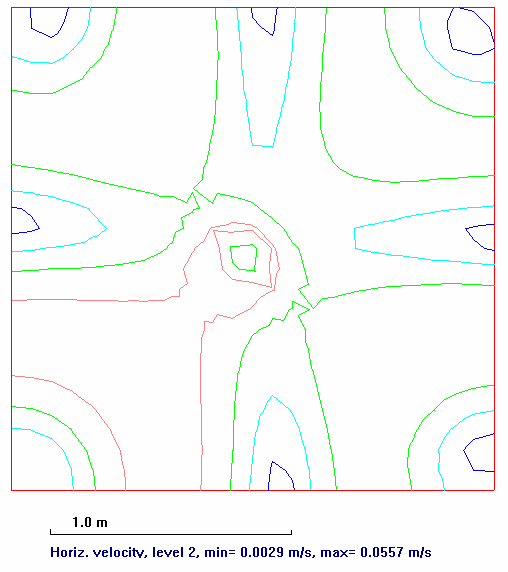 1.0 m
Horiz. velocity, level 2, min= 0.0029 m/s, max= 0.0557 m/s